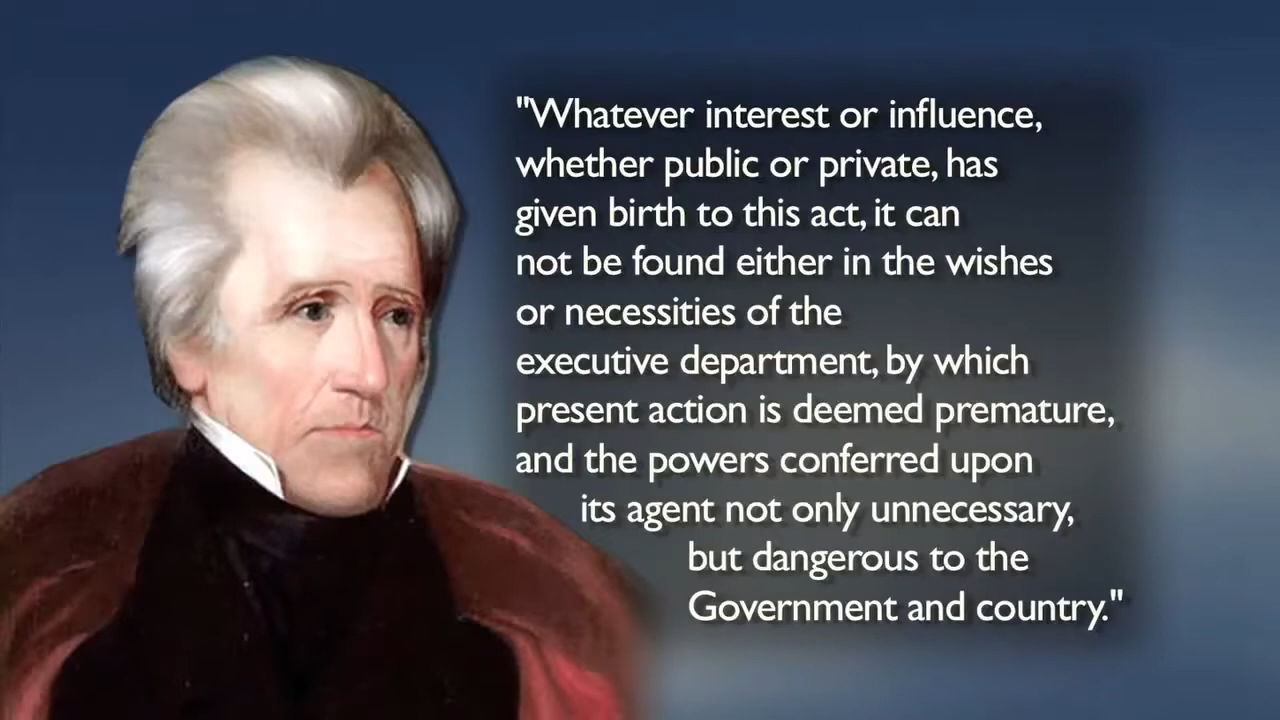 "Whatever interest or influence,
whether public or private, has
given birth to this act, it can
not be found either in the wishes
or necessities of the
executive department, by which
present action is deemed premature,
and the powers conferred upon
its agent not only unnecessary,
but dangerous to the
Government and country."